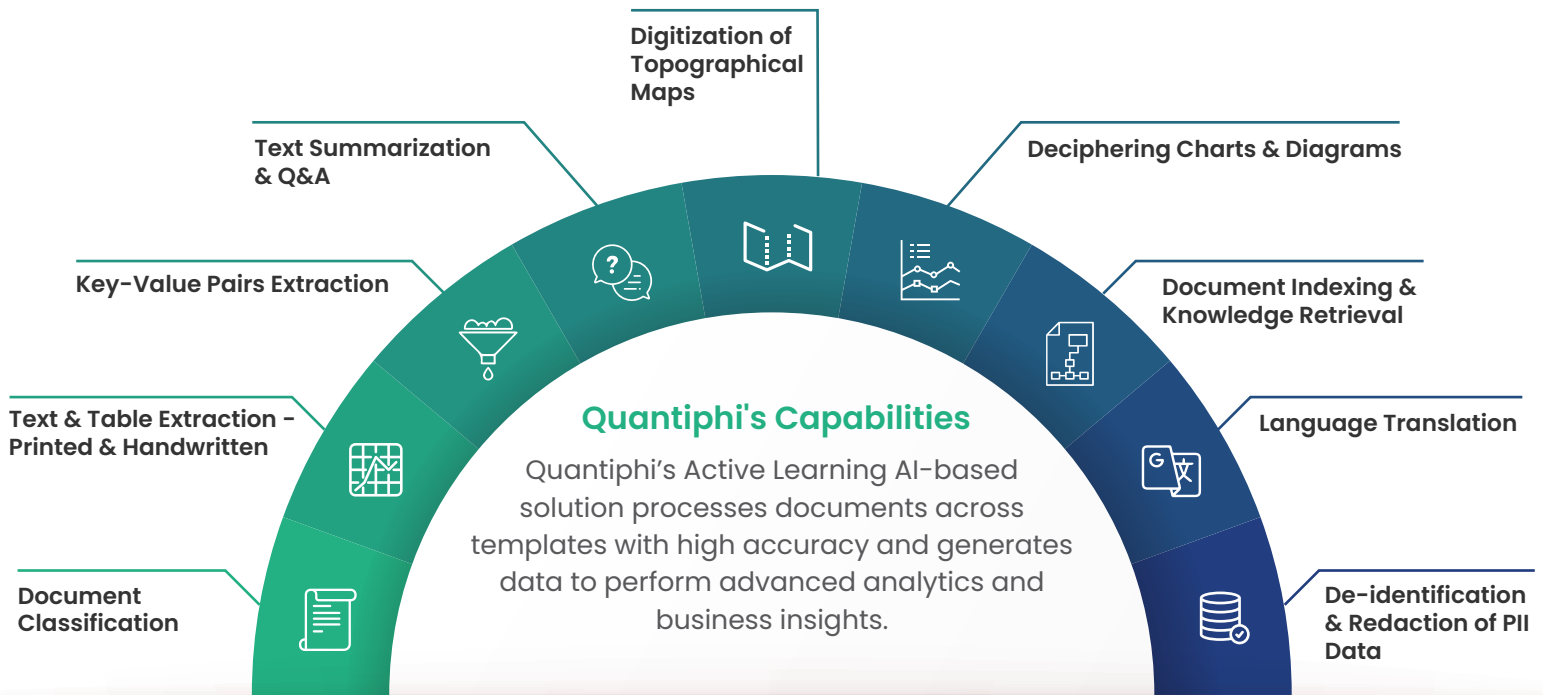 Digitization of
Topographical
Maps
Text Summarization
& Q&A
Deciphering Charts & Diagrams
Key-Value Pairs Extraction
Document Indexing &
Knowledge Retrieval
Text & Table Extraction -
Printed & Handwritten
Language Translation
Document
Classification
De-identification
& Redaction of PII
Data
?
G
文
Quantiphi's Capabilities
Quantiphi’s Active Learning AI-based
solution processes documents across
templates with high accuracy and generates
data to perform advanced analytics and
business insights.